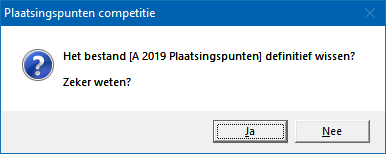 Plaatsingspunten competitie
Het bestand [A 2019 Plaatsingspunten] definitief wissen?
Zeker weten?
Ja
Nee